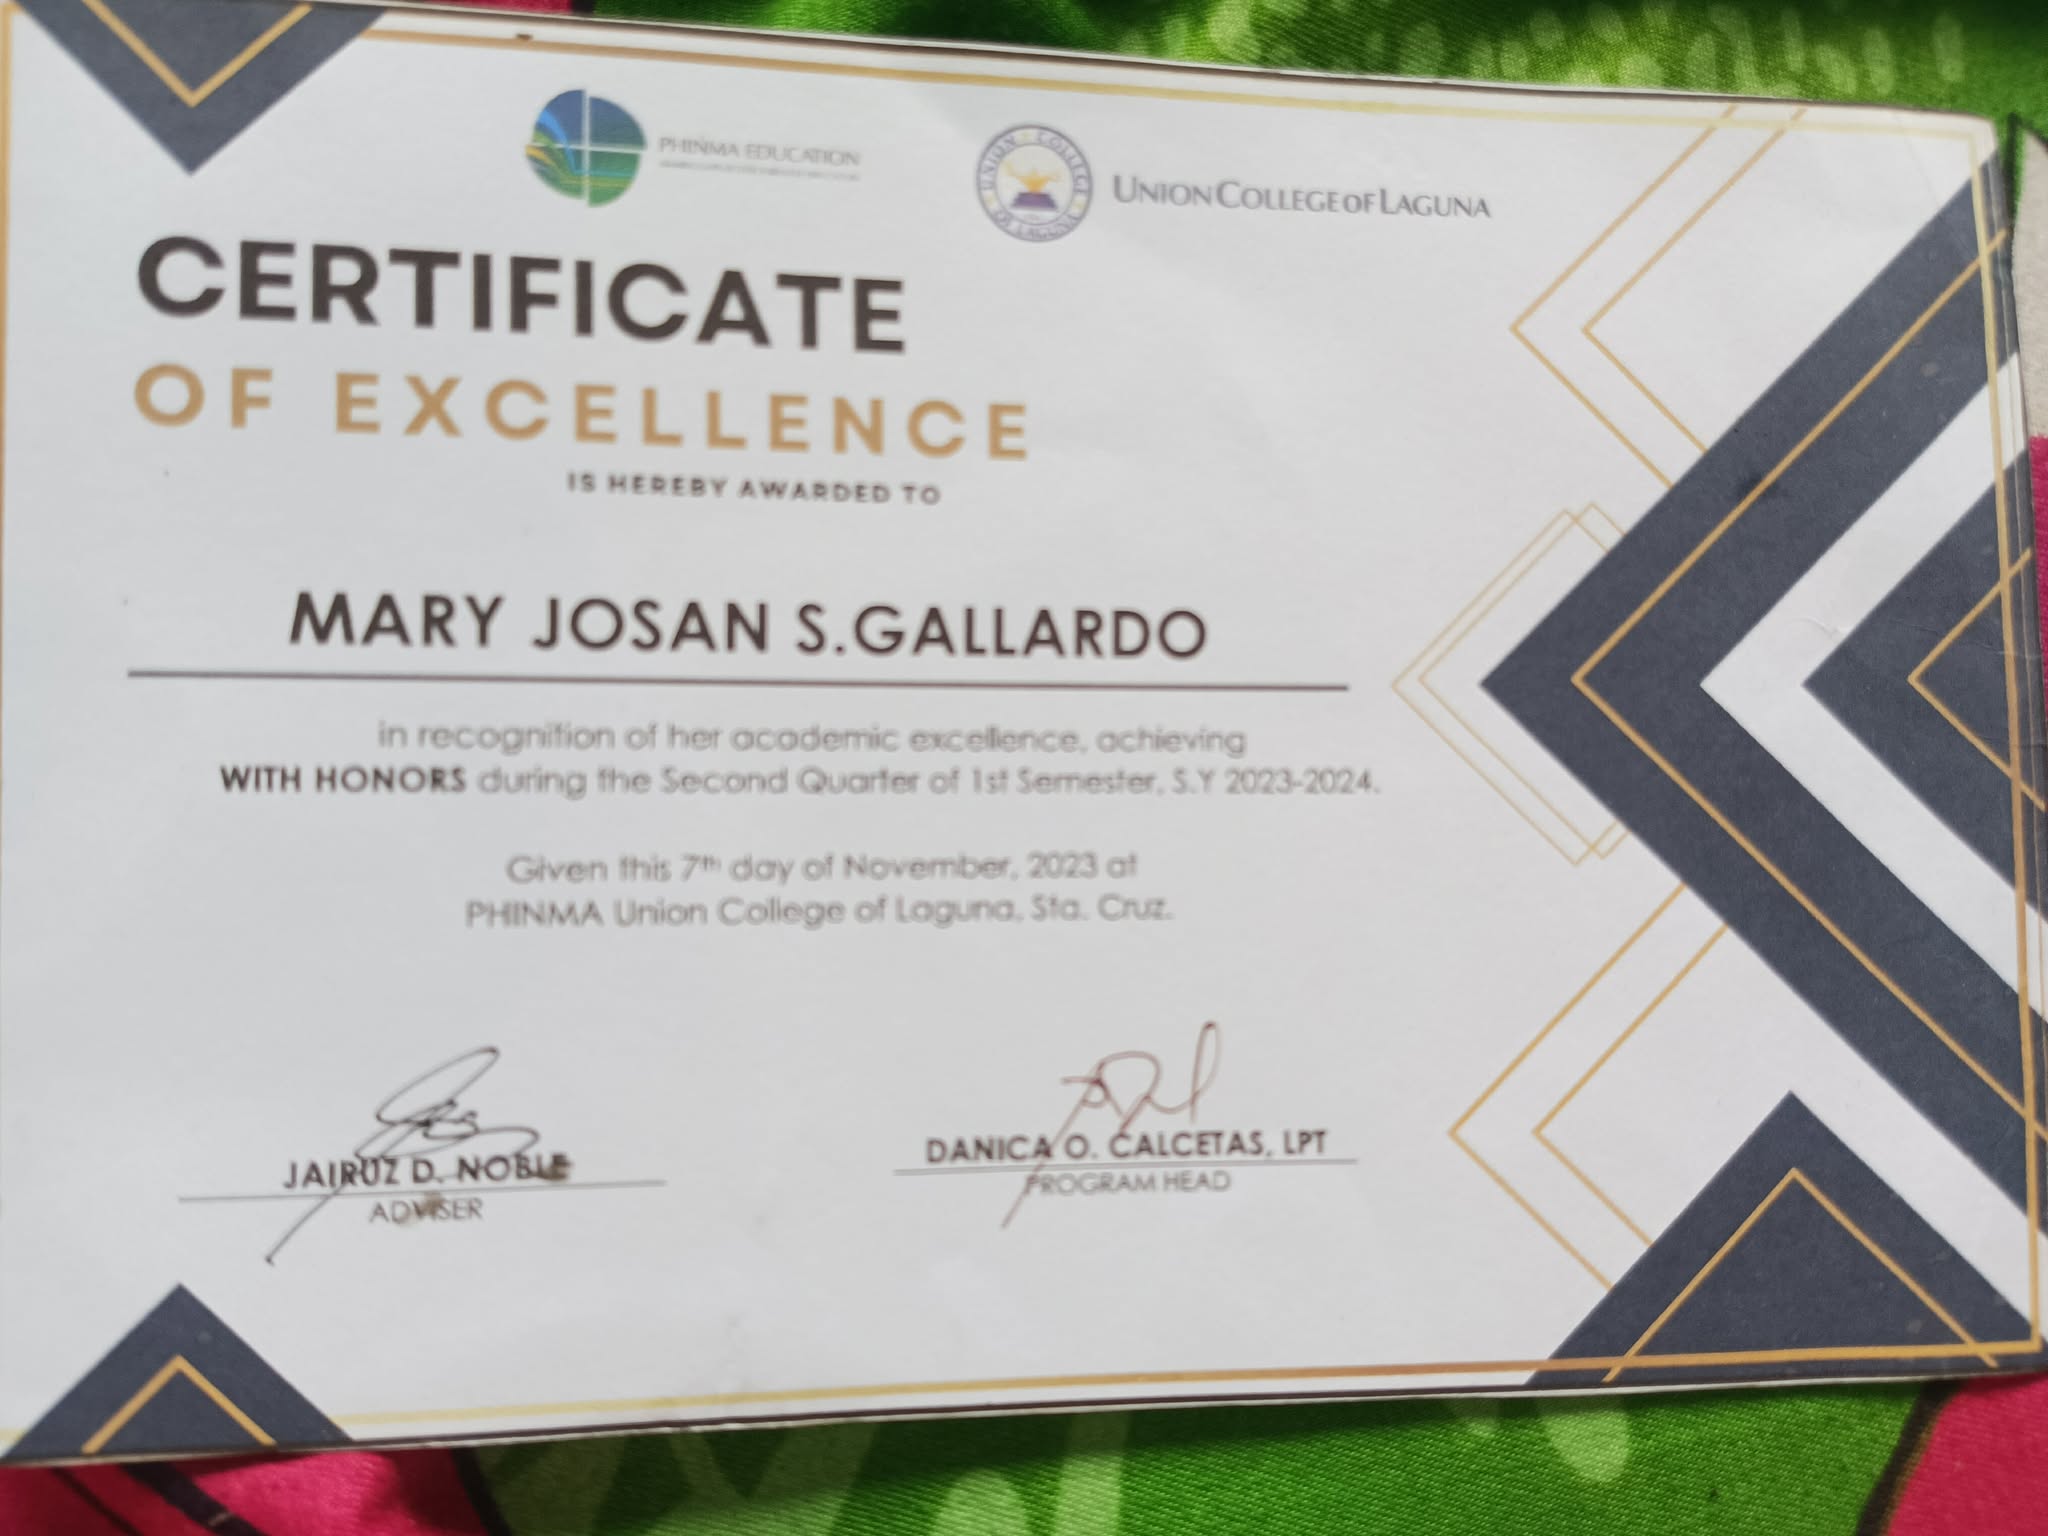 PHINMA EDUCATION
UNION COLLEGE OF LAGUNA
UNION COLLEGE OF LAGUNA
CERTIFICATE
OF EXCELLENCE
IS HEREBY AWARDED TO
MARY JOSAN S.GALLARDO
in recognition of her academic excellence, achieving
WITH HONORS during the Second Quarter of 1st Semester, S.Y 2023-2024.
Given this 7th day of November, 2023 at
PHINMA Union College of Laguna, Sta. Cruz.
JAIRUZ D. NOBLE
ADVISER
DANICA O. CALCETAS, LPT
PROGRAM HEAD